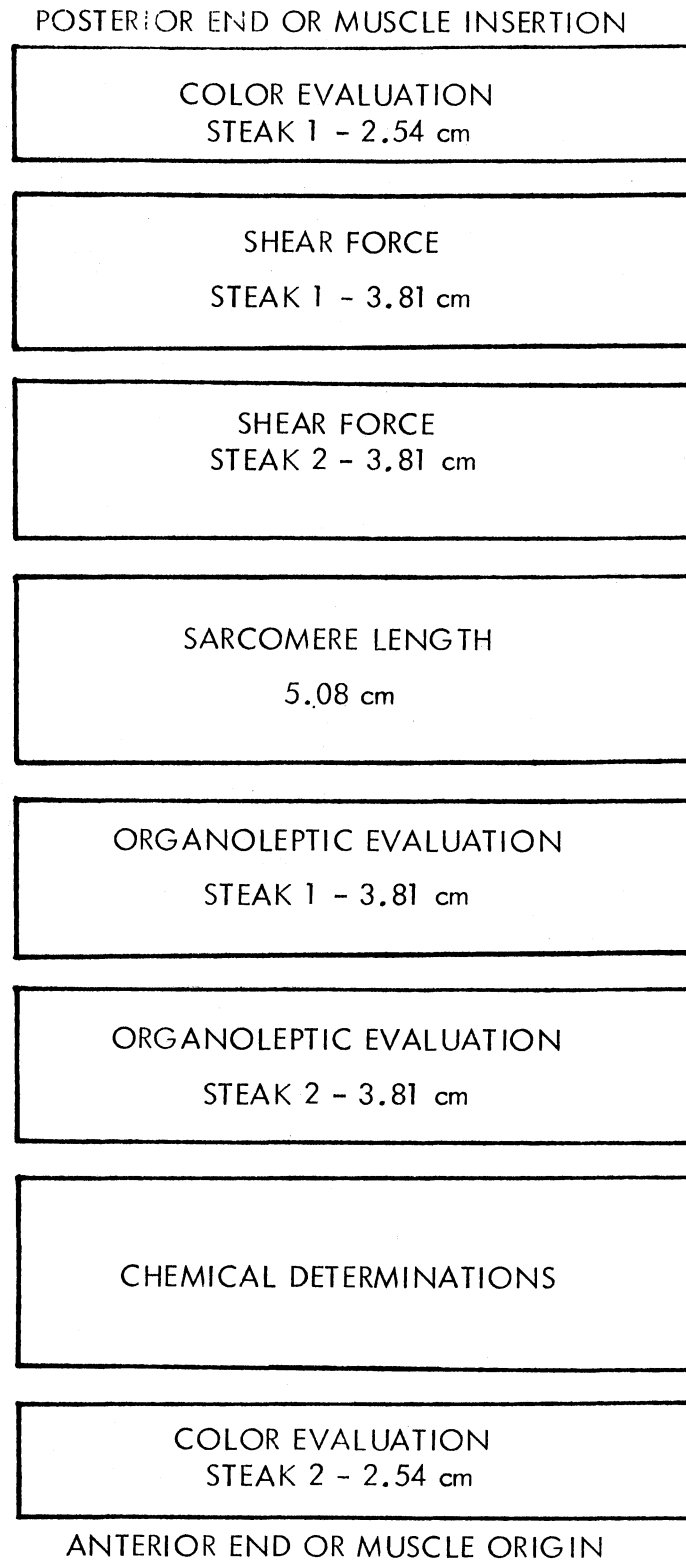 POSTERIOR END OR MUSCLE INSERTION
COLOR EVALUATION
STEAK 1 - 2.54 cm
SHEAR FORCE
STEAK 1 - 3.81 cm
SHEAR FORCE
STEAK 2 - 3.81 cm
SARCOMERE LENGTH
5.08 cm
ORGANOLEPTIC EVALUATION
STEAK 1 - 3.81 cm
ORGANOLEPTIC EVALUATION
STEAK 2 - 3.81 cm
CHEMICAL DETERMINATIONS
COLOR EVALUATION
STEAK 2 - 2.54 cm
ANTERIOR END OR MUSCLE ORIGIN